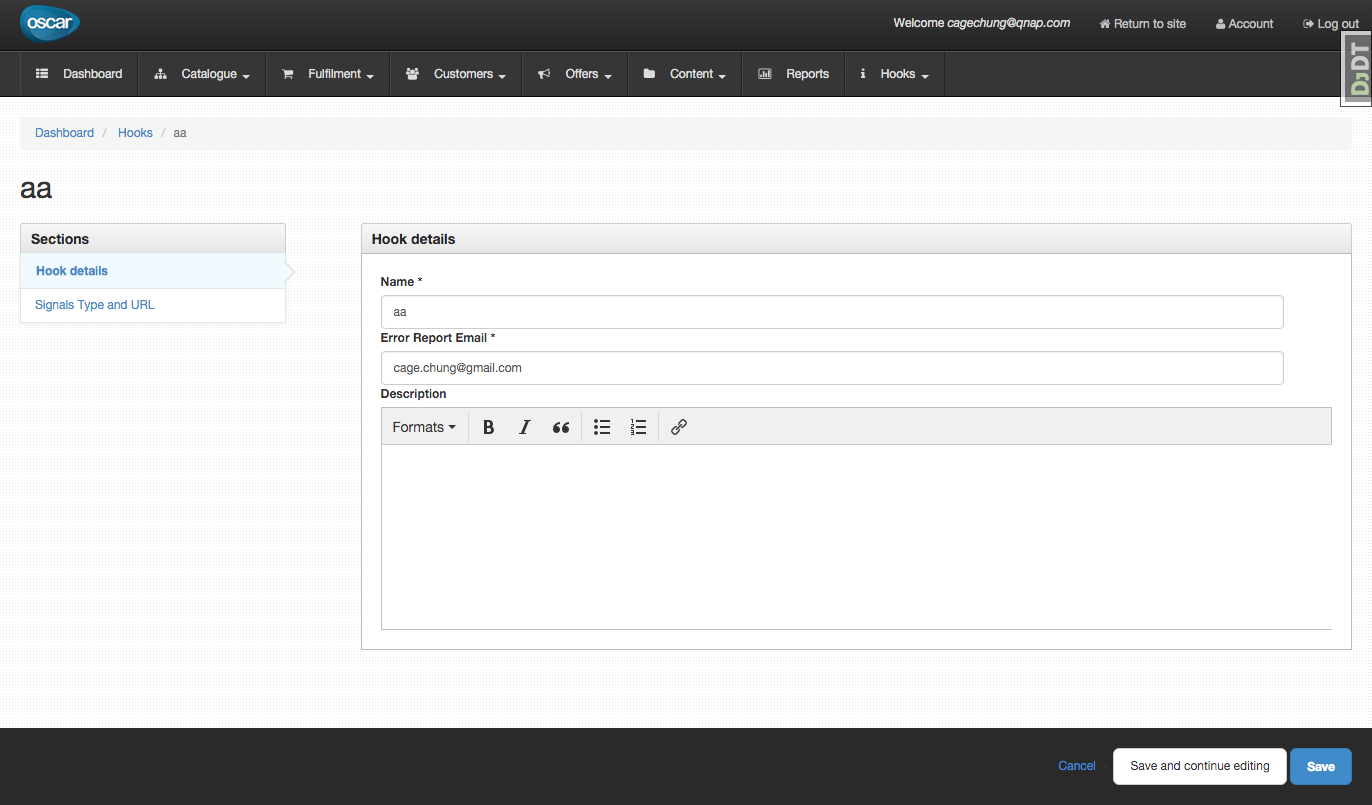 oscar
Welcome cagechung@qnap.com Return to site Account Log out
DjDT
Dashboard Catalogue Fulfilment Customers Offers Content Reports Hooks
Dashboard / Hooks / aa
aa
Sections
Hook details
Signals Type and URL
Hook details
Name *
aa
Error Report Email *
cage.chung@gmail.com
Description
Formats B I
Cancel Save and continue editing Save